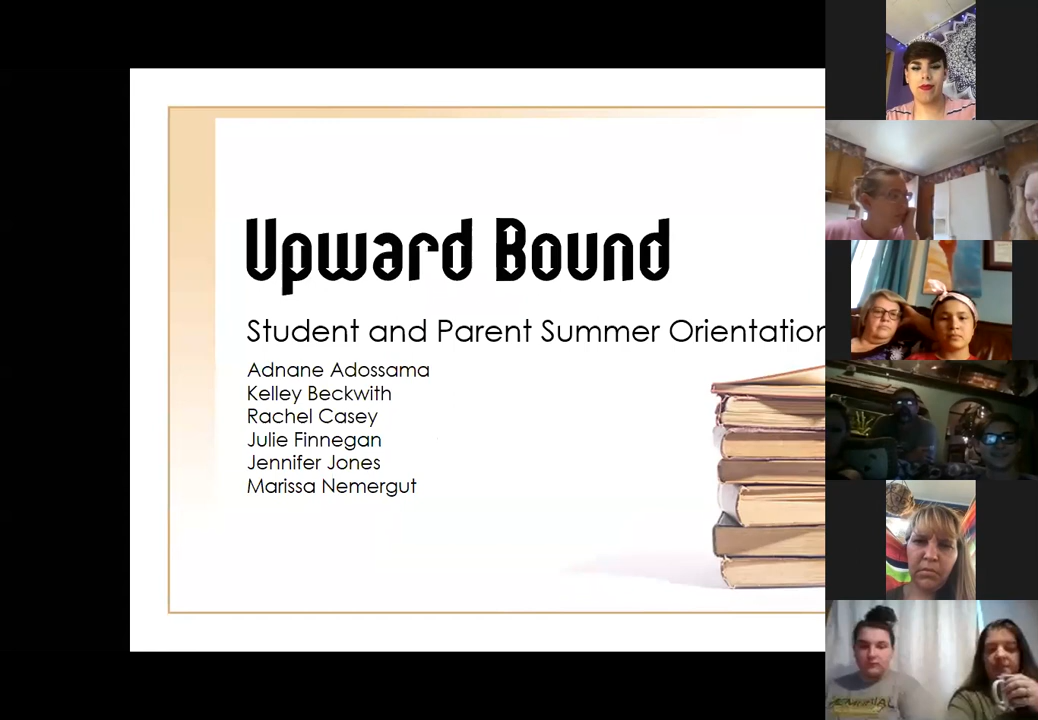 Upward Bound
Student and Parent Summer Orientation
Adnane Adossama
Kelley Beckwith
Rachel Casey
Julie Finnegan
Jennifer Jones
Marissa Nemergut